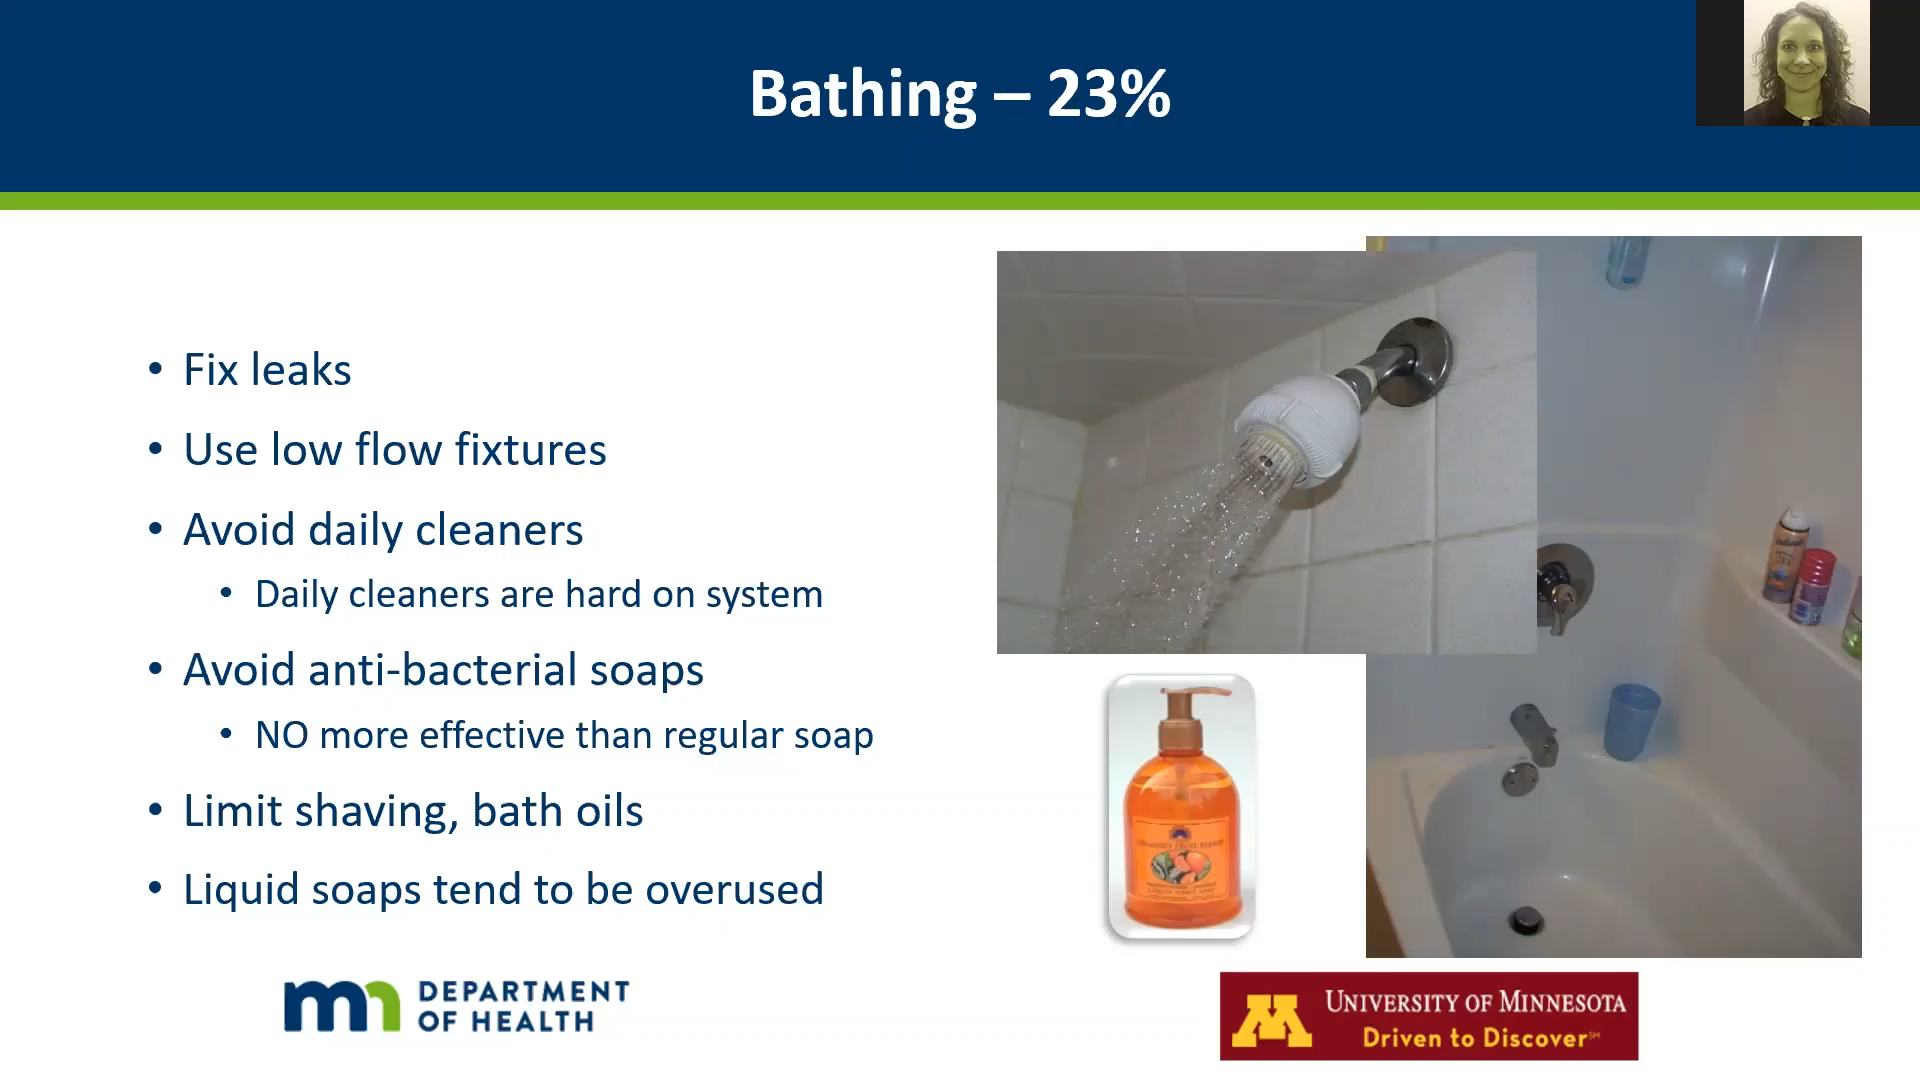 Bathing – 23%
• Fix leaks
• Use low flow fixtures
• Avoid daily cleaners
• Daily cleaners are hard on system
• Avoid anti-bacterial soaps
• NO more effective than regular soap
• Limit shaving, bath oils
• Liquid soaps tend to be overused
mn DEPARTMENT
OF HEALTH
M UNIVERSITY OF MINNESOTA
Driven to Discover℠